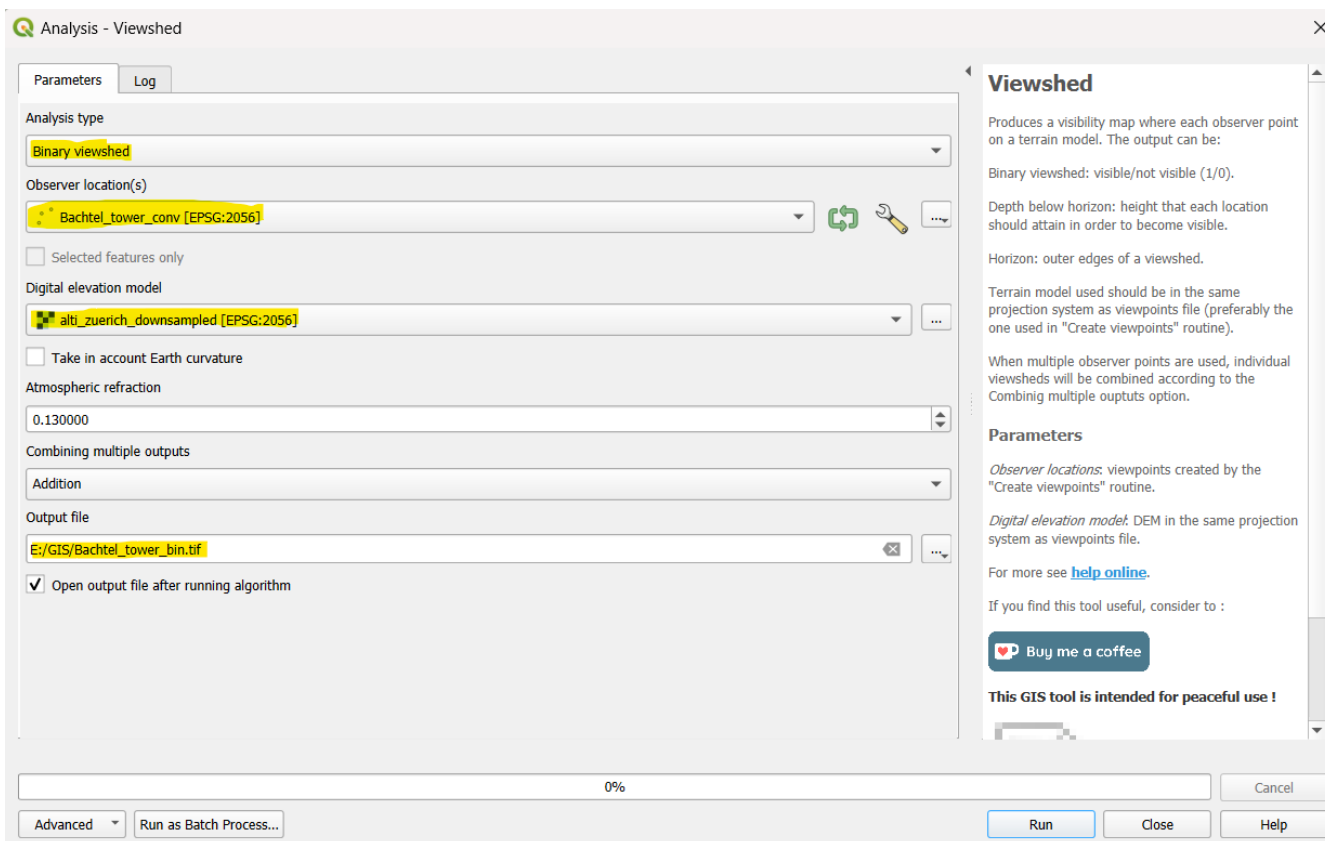 Analysis - Viewshed
Parameters
Log
Analysis type
Binary viewshed
Observer location(s)
Bachtel_tower_conv [EPSG:2056]
...
Selected features only
Digital elevation model
alti_zuerich_downsampled [EPSG:2056]
...
Take in account Earth curvature
Atmospheric refraction
0.130000
Combining multiple outputs
Addition
Output file
E:/GIS/Bachtel_tower_bin.tif
...
Open output file after running algorithm
Viewshed
Produces a visibility map where each observer point
on a terrain model. The output can be:
Binary viewshed: visible/not visible (1/0).
Depth below horizon: height that each location
should attain in order to become visible.
Horizon: outer edges of a viewshed.
Terrain model used should be in the same
projection system as viewpoints file (preferably the
one used in "Create viewpoints" routine).
When multiple observer points are used, individual
viewsheds will be combined according to the
Combinig multiple ouptuts option.
Parameters
Observer locations: viewpoints created by the
"Create viewpoints" routine.
Digital elevation model: DEM in the same projection
system as viewpoints file.
For more see help online.
If you find this tool useful, consider to :
Buy me a coffee
This GIS tool is intended for peaceful use !
0%
Cancel
Advanced
Run as Batch Process...
Run
Close
Help